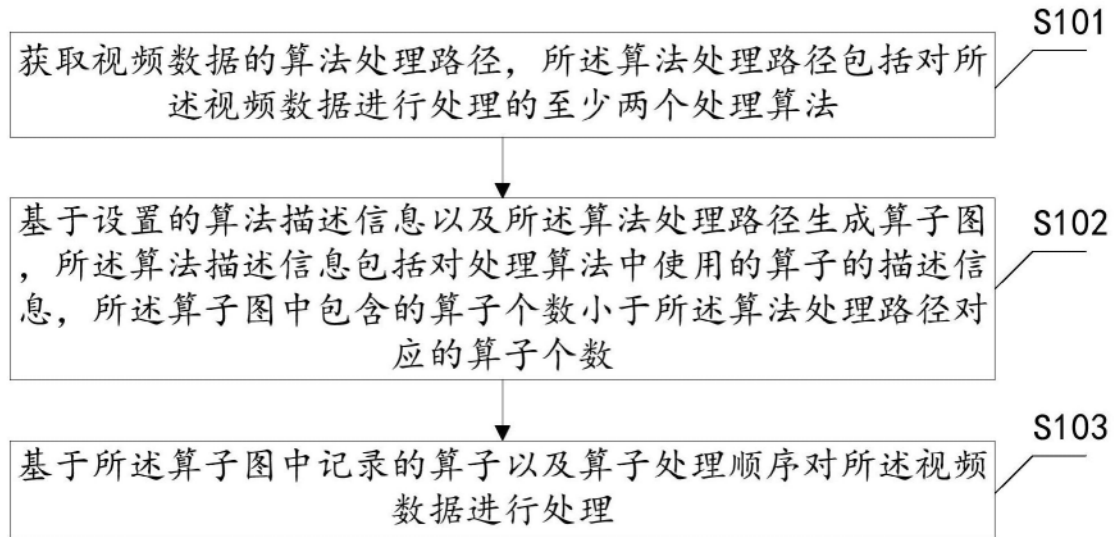 S101
获取视频数据的算法处理路径，所述算法处理路径包括对所
述视频数据进行处理的至少两个处理算法
S102
基于设置的算法描述信息以及所述算法处理路径生成算子图
，所述算法描述信息包括对处理算法中使用的算子的描述信
息，所述算子图中包含的算子个数小于所述算法处理路径对
应的算子个数
S103
基于所述算子图中记录的算子以及算子处理顺序对所述视频
数据进行处理